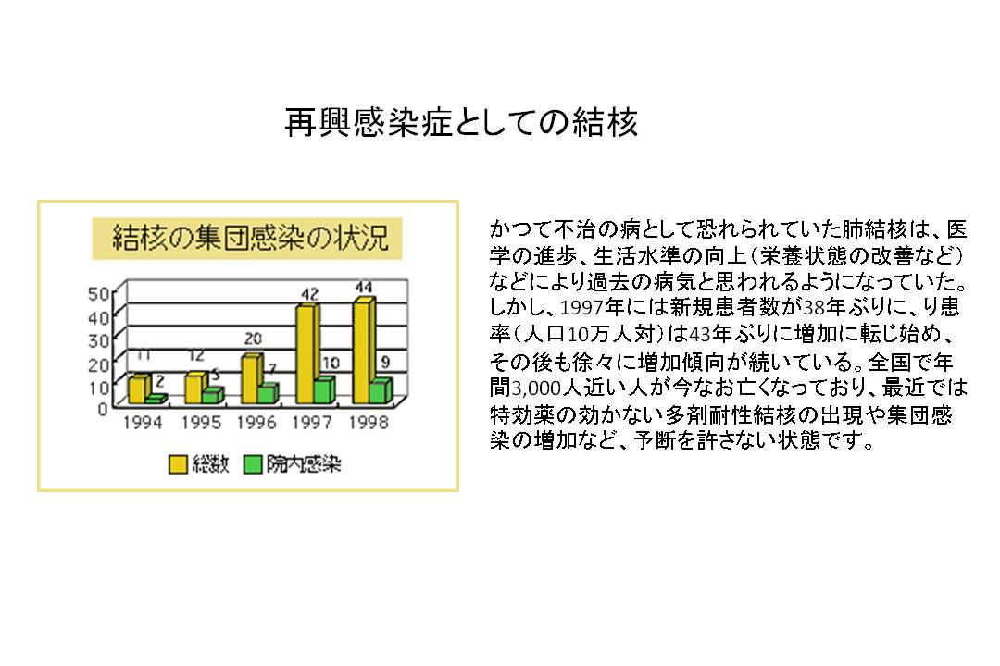 再興感染症としての結核
結核の集団感染の状況
50
40
30
20
10
0
11
2
12
5
20
7
42
10
44
9
1994 1995 1996 1997 1998
総数 院内感染
かつて不治の病として恐れられていた肺結核は、医
学の進歩、生活水準の向上（栄養状態の改善など）
などにより過去の病気と思われるようになっていた。
しかし、1997年には新規患者数が38年ぶりに、り患
率（人口10万人対）は43年ぶりに増加に転じ始め、
その後も徐々に増加傾向が続いている。全国で年
間3,000人近い人が今なお亡くなっており、最近では
特効薬の効かない多剤耐性結核の出現や集団感
染の増加など、予断を許さない状態です。